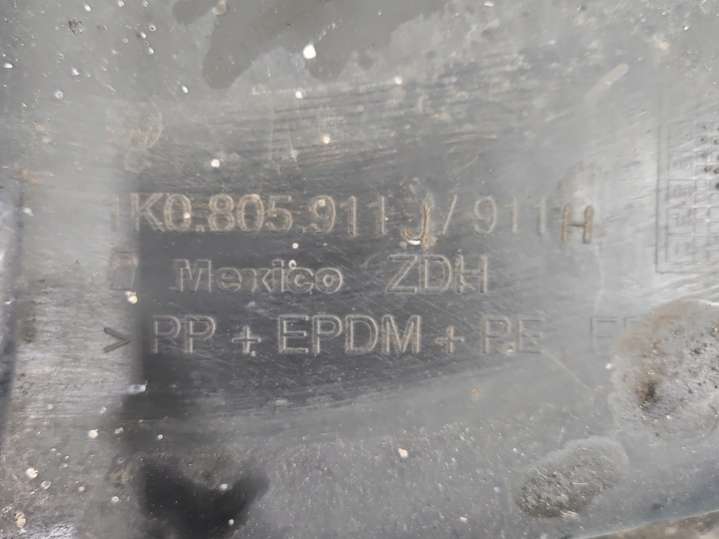 1K0.805.911 J / 911 H
Mexico ZDH
> PP + EPDM + PE